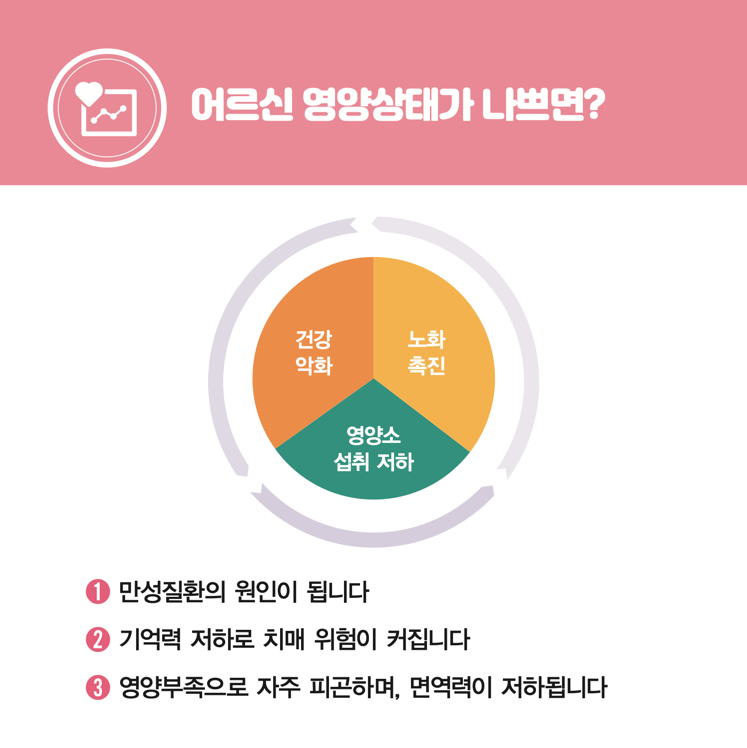 어르신 영양상태가 나쁘면?
건강
악화
노화
촉진
영양소
섭취 저하
1 만성질환의 원인이 됩니다
2 기억력 저하로 치매 위험이 커집니다
3 영양부족으로 자주 피곤하며, 면역력이 저하됩니다